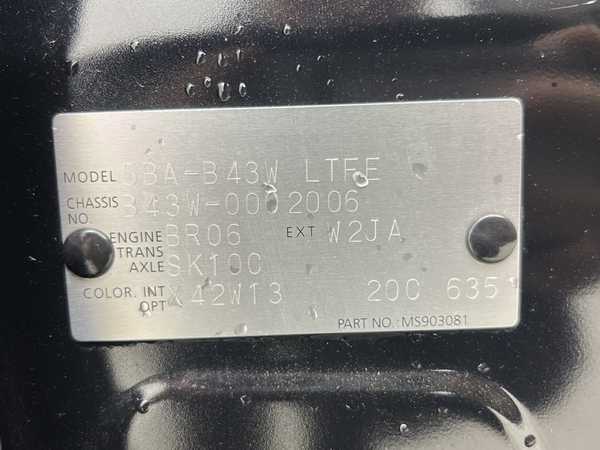 MODEL 5BA-B43W LTFE
CHASSIS NO. B43W-0002006
ENGINE BR06 EXT W2JA
TRANS AXLE SK10C
COLOR. INT OPT X42W13 20C 635
PART NO.: MS903081